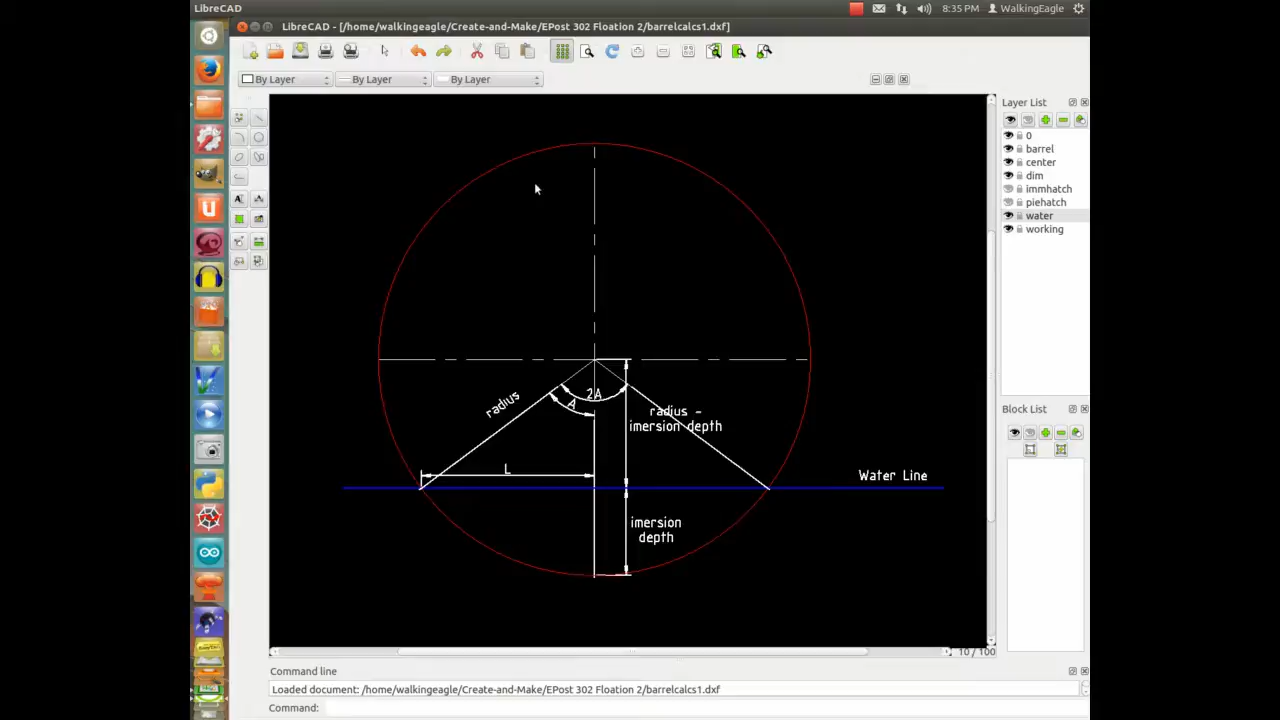 LibreCAD
8:35 PM
WalkingEagle
LibreCAD - [/home/walkingeagle/Create-and-Make/EPost 302 Floation 2/barrelcalcs1.dxf]
By Layer
By Layer
By Layer
Layer List
0
barrel
center
dim
immhatch
piehatch
water
working
2A
A
radius
radius -
imersion depth
L
Water Line
imersion
depth
Block List
10 / 100
Command line
Loaded document: /home/walkingeagle/Create-and-Make/EPost 302 Floation 2/barrelcalcs1.dxf
Command: